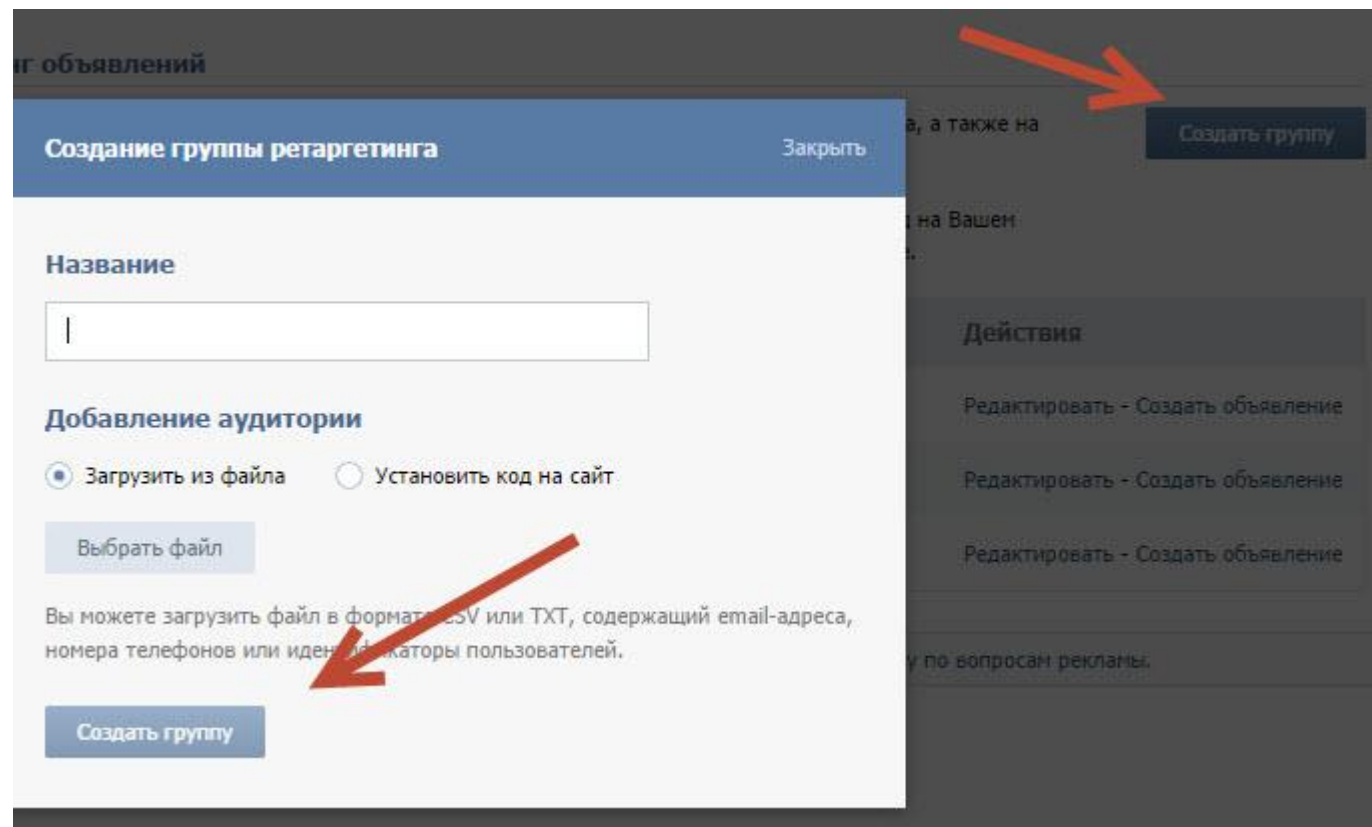 нг объявлений
а, а также на
Создать группу
Создание группы ретаргетинга
Закрыть
на Вашем
Название
Действия
Добавление аудитории
Редактировать - Создать объявление
Загрузить из файла
Установить код на сайт
Редактировать - Создать объявление
Выбрать файл
Редактировать - Создать объявление
Вы можете загрузить файл в формате CSV или TXT, содержащий email-адреса,
номера телефонов или идентификаторы пользователей.
у по вопросам рекламы.
Создать группу